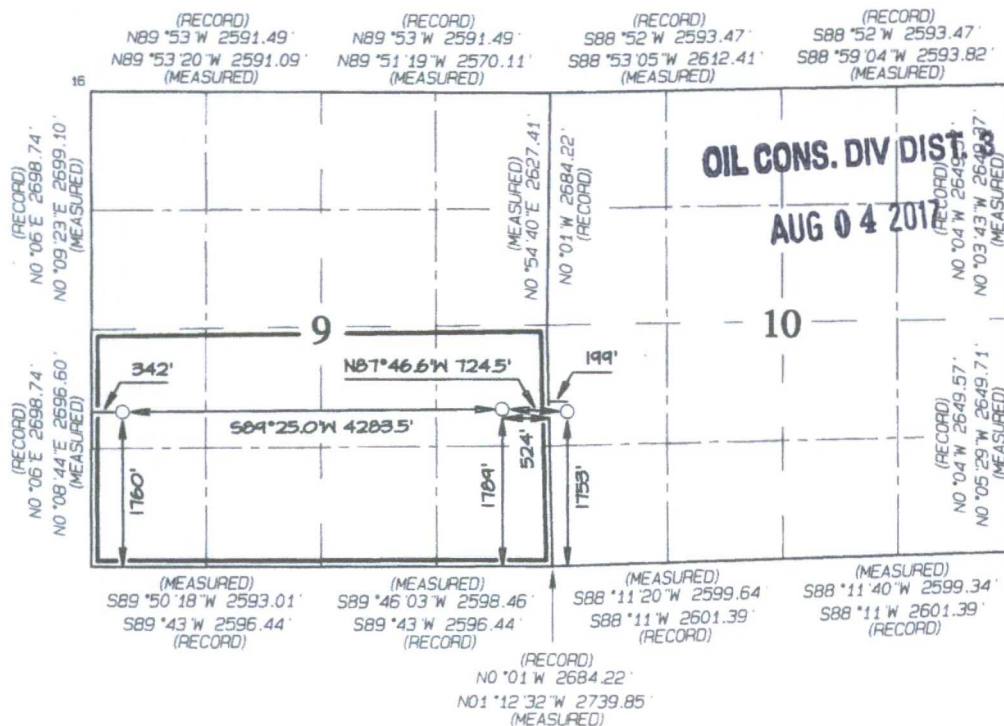 (RECORD)
N89°53'W 2591.49'
N89°53'20"W 2591.09'
(MEASURED)
(RECORD)
N89°53'W 2591.49'
N89°51'19"W 2570.11'
(MEASURED)
(RECORD)
S88°52'W 2593.47'
S88°53'05"W 2612.41'
(MEASURED)
(RECORD)
S88°52'W 2593.47'
S88°59'04"W 2593.82'
(MEASURED)
16
(RECORD)
N0°06'E 2698.74'
N0°09'23"E 2699.10'
(MEASURED)
(MEASURED)
N0°54'40"E 2627.41'
N0°01'W 2684.22'
(RECORD)
OIL CONS. DIV DIST. 3
AUG 04 2017
(RECORD)
N0°04'W
N0°03'43"W
(MEASURED)
9
10
342'
N87°46.6'W 724.5'
199'
S89°25.0'W 4283.5'
524'
1760'
1789'
1753'
(RECORD)
N0°06'E 2698.74'
N0°08'44"E 2696.60'
(MEASURED)
(RECORD)
N0°04'W 2649.57'
N0°05'29"W 2649.71'
(MEASURED)
(MEASURED)
S89°50'18"W 2593.01'
S89°43'W 2596.44'
(RECORD)
(MEASURED)
S89°46'03"W 2598.46'
S89°43'W 2596.44'
(RECORD)
(MEASURED)
S88°11'20"W 2599.64'
S88°11'W 2601.39'
(RECORD)
(MEASURED)
S88°11'40"W 2599.34'
S88°11'W 2601.39'
(RECORD)
(RECORD)
N0°01'W 2684.22'
N01°12'32"W 2739.85'
(MEASURED)